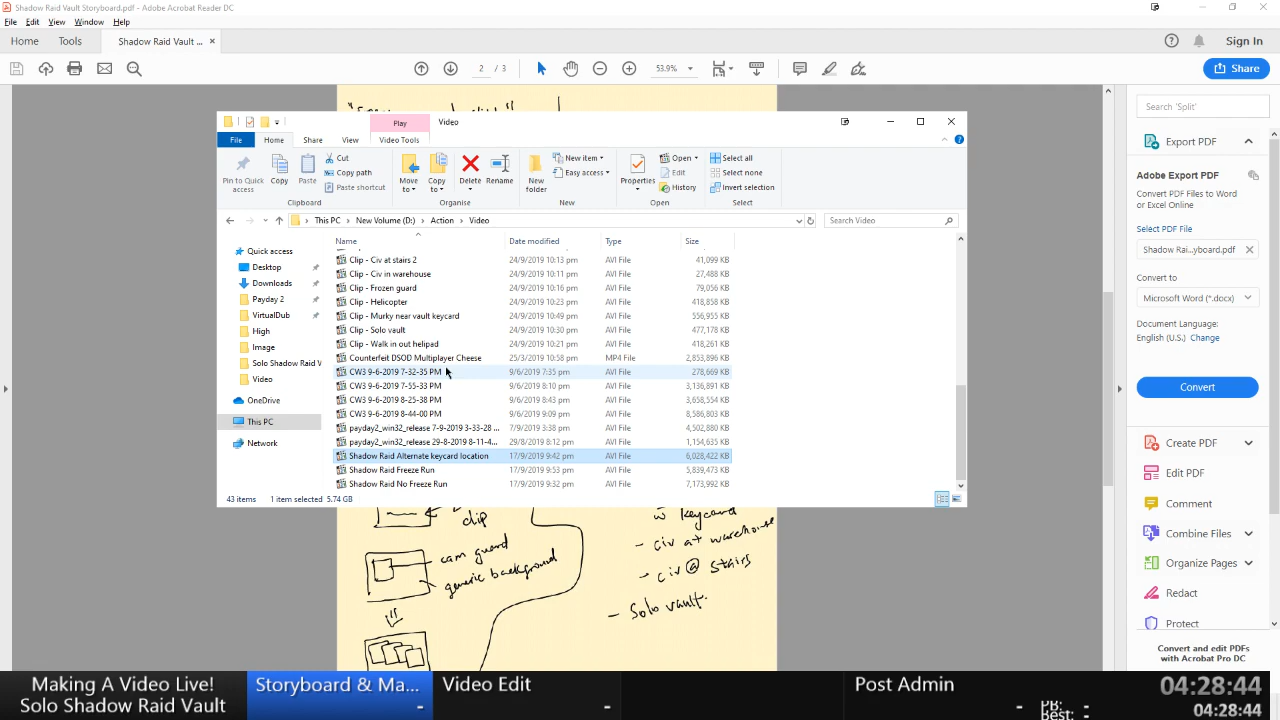 Shadow Raid Vault Storyboard.pdf - Adobe Acrobat Reader DC
File Edit View Window Help
Home Tools Shadow Raid Vault ... × Sign In
2 / 3 53.9% Share
Play Video
File Home Share View Video Tools
Pin to Quick access Copy Paste Cut Copy path Paste shortcut Move to Copy to Delete Rename New folder New item Easy access Properties Open Edit History Select all Select none Invert selection
Clipboard Organise New Open Select
This PC New Volume (D:) Action Video Search Video
Name Date modified Type Size
Quick access
Desktop
Downloads
Payday 2
VirtualDub
High
Image
Solo Shadow Raid V
Video
OneDrive
This PC
Network
Clip - Civ at stairs 2 24/9/2019 10:13 pm AVI File 41,099 KB
Clip - Civ in warehouse 24/9/2019 10:11 pm AVI File 27,488 KB
Clip - Frozen guard 24/9/2019 10:16 pm AVI File 79,056 KB
Clip - Helicopter 24/9/2019 10:23 pm AVI File 418,858 KB
Clip - Murky near vault keycard 24/9/2019 10:49 pm AVI File 556,955 KB
Clip - Solo vault 24/9/2019 10:30 pm AVI File 477,178 KB
Clip - Walk in out helipad 24/9/2019 10:21 pm AVI File 418,261 KB
Counterfeit DSOD Multiplayer Cheese 25/3/2019 10:58 pm MP4 File 2,853,896 KB
CW3 9-6-2019 7-32-35 PM 9/6/2019 7:35 pm AVI File 278,669 KB
CW3 9-6-2019 7-55-33 PM 9/6/2019 8:10 pm AVI File 3,136,891 KB
CW3 9-6-2019 8-25-38 PM 9/6/2019 8:43 pm AVI File 3,658,554 KB
CW3 9-6-2019 8-44-00 PM 9/6/2019 9:09 pm AVI File 8,586,803 KB
payday2_win32_release 7-9-2019 3-33-28 ... 7/9/2019 3:38 pm AVI File 4,502,880 KB
payday2_win32_release 29-8-2019 8-11-4... 29/8/2019 8:12 pm AVI File 1,154,635 KB
Shadow Raid Alternate keycard location 17/9/2019 9:42 pm AVI File 6,028,422 KB
Shadow Raid Freeze Run 17/9/2019 9:53 pm AVI File 5,839,473 KB
Shadow Raid No Freeze Run 17/9/2019 9:32 pm AVI File 7,173,992 KB
43 items 1 item selected 5.74 GB
Search 'Split'
Export PDF
Adobe Export PDF
Convert PDF Files to Word
or Excel Online
Select PDF File
Shadow Rai...yboard.pdf ×
Convert to
Microsoft Word (*.docx)
Document Language:
English (U.S.) Change
Convert
Create PDF
Edit PDF
Comment
Combine Files
Organize Pages
Redact
Protect
Convert and edit PDFs
with Acrobat Pro DC
clip
cam guard
generic background
w keycard
- civ at warehouse
- civ @ stairs
- Solo vault
Making A Video Live!
Solo Shadow Raid Vault
Storyboard & Ma...
-
Video Edit
-
Post Admin
-
PB: -
Best: -
04:28:44
04:28:44